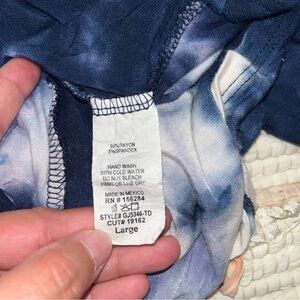 95%RAYON
5%SPANDEX
HAND WASH
WITH COLD WATER
DO NOT BLEACH
HANG OR LINE DRY
MADE IN MEXICO
RN # 156284
STYLE# GJ5346-TD
CUT# 19162
Large